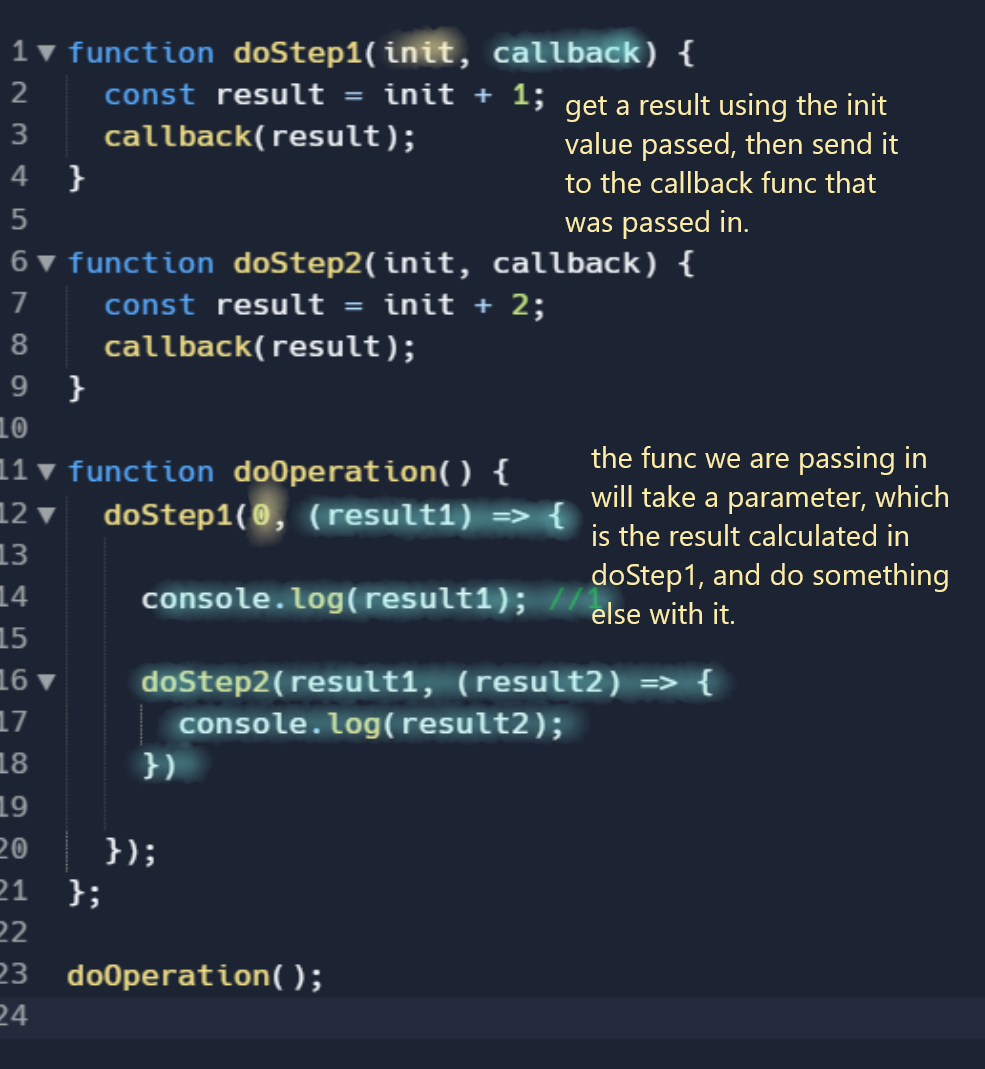 1 ▼ function doStep1(init, callback) {
2 const result = init + 1;
3 callback(result);
4 }
get a result using the init
value passed, then send it
to the callback func that
was passed in.
5
6 ▼ function doStep2(init, callback) {
7 const result = init + 2;
8 callback(result);
9 }
10
11 ▼ function doOperation() {
12 ▼ doStep1(0, (result1) => {
13
14 console.log(result1); //1
the func we are passing in
will take a parameter, which
is the result calculated in
doStep1, and do something
else with it.
15
16 ▼ doStep2(result1, (result2) => {
17 console.log(result2);
18 })
19
20 });
21 };
22
23 doOperation();
24